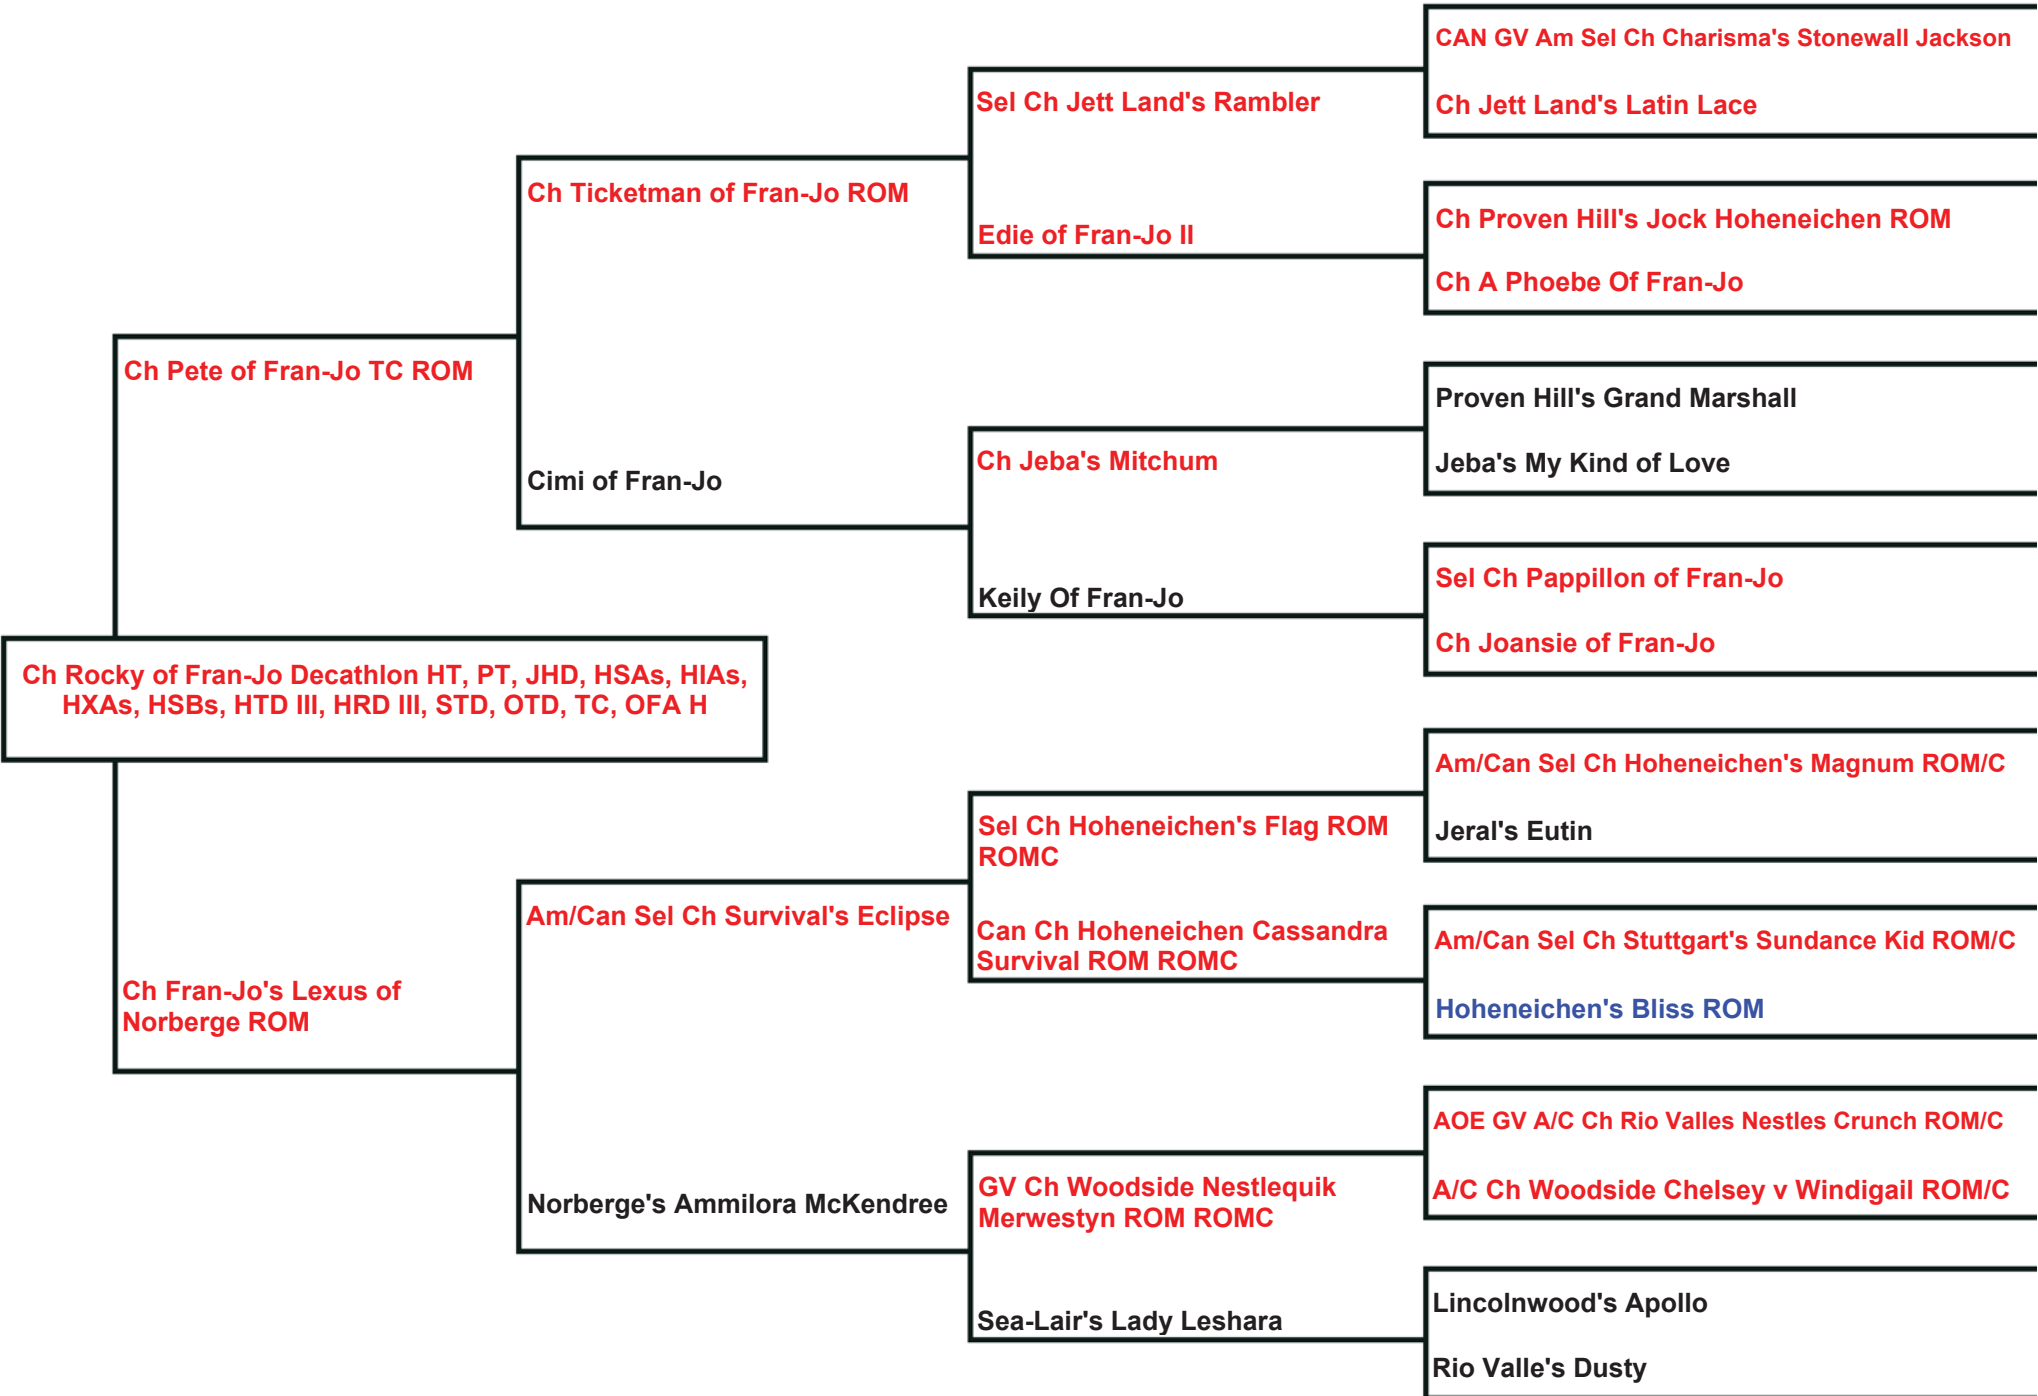 CAN GV Am Sel Ch Charisma's Stonewall Jackson
Sel Ch Jett Land's Rambler
Ch Jett Land's Latin Lace
Ch Ticketman of Fran-Jo ROM
Edie of Fran-Jo II
Ch Proven Hill's Jock Hoheneichen ROM
Ch A Phoebe Of Fran-Jo
Ch Pete of Fran-Jo TC ROM
Proven Hill's Grand Marshall
Ch Jeba's Mitchum
Jeba's My Kind of Love
Cimi of Fran-Jo
Keily Of Fran-Jo
Sel Ch Pappillon of Fran-Jo
Ch Joansie of Fran-Jo
Ch Rocky of Fran-Jo Decathlon HT, PT, JHD, HSAs, HIAs,
HXAs, HSBs, HTD III, HRD III, STD, OTD, TC, OFA H
Am/Can Sel Ch Hoheneichen's Magnum ROM/C
Sel Ch Hoheneichen's Flag ROM
ROMC
Jeral's Eutin
Am/Can Sel Ch Survival's Eclipse
Can Ch Hoheneichen Cassandra
Survival ROM ROMC
Am/Can Sel Ch Stuttgart's Sundance Kid ROM/C
Hoheneichen's Bliss ROM
Ch Fran-Jo's Lexus of
Norberge ROM
AOE GV A/C Ch Rio Valles Nestles Crunch ROM/C
GV Ch Woodside Nestlequik
Merwestyn ROM ROMC
A/C Ch Woodside Chelsey v Windigail ROM/C
Norberge's Ammilora McKendree
Sea-Lair's Lady Leshara
Lincolnwood's Apollo
Rio Valle's Dusty